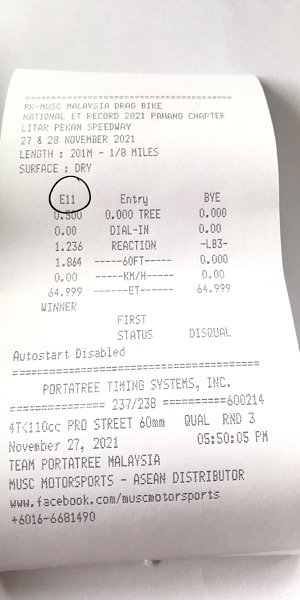 ================================
RK-MUSC MALAYSIA DRAG BIKE
NATIONAL ET RECORD 2021 PAHANG CHAPTER
LITAR PEKAN SPEEDWAY
27 & 28 NOVEMBER 2021
LENGTH : 201M - 1/8 MILES
SURFACE : DRY
E11 Entry BYE
0.500 0.000 TREE 0.000
0.00 DIAL-IN 0.00
1.236 REACTION -LB3-
1.864 -----60FT----- 0.000
0.00 -----KM/H----- 0.00
64.999 ------ET------ 64.999
WINNER
FIRST
STATUS DISQUAL
Autostart Disabled
================================
PORTATREE TIMING SYSTEMS, INC.
============== 237/238 ==========600214
4T<110cc PRO STREET 60mm QUAL RND 3
November 27, 2021 05:50:05 PM
TEAM PORTATREE MALAYSIA
MUSC MOTORSPORTS - ASEAN DISTRIBUTOR
www.facebook.com/muscmotorsports
+6016-6681490